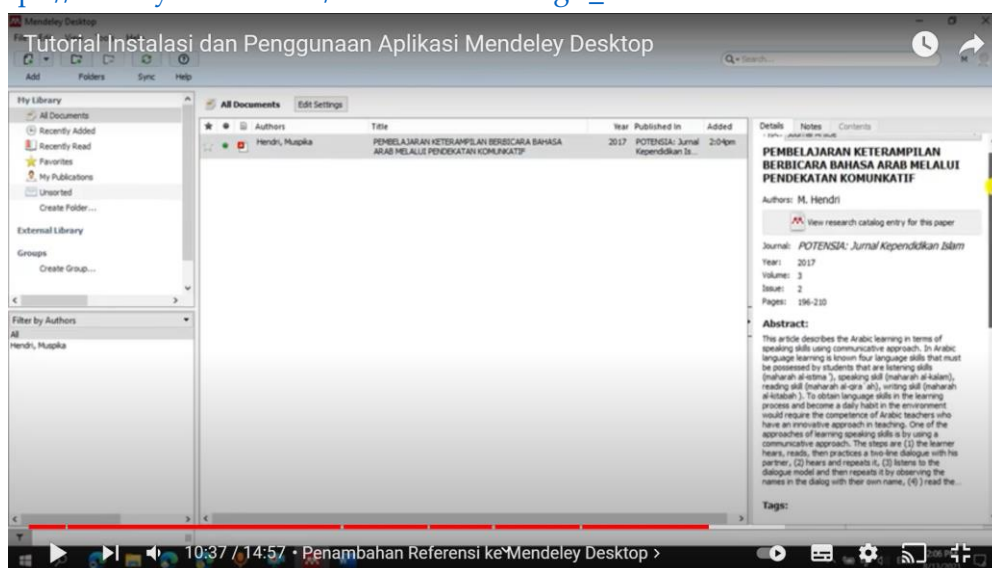 Mendeley Desktop
Tutorial Instalasi dan Penggunaan Aplikasi Mendeley Desktop
Add Folders Sync Help
Search...
My Library
All Documents
Recently Added
Recently Read
Favorites
My Publications
Unsorted
Create Folder...
External Library
Groups
Create Group...
Filter by Authors
All
Hendri, Muspika
All Documents Edit Settings
Authors Title Year Published In Added
Hendri, Muspika PEMBELAJARAN KETERAMPILAN BERBICARA BAHASA 2017 POTENSIA: Jurnal 2:04pm
ARAB MELALUI PENDEKATAN KOMUNKATIF Kependidikan Is...
Details Notes Contents
PEMBELAJARAN KETERAMPILAN
BERBICARA BAHASA ARAB MELALUI
PENDEKATAN KOMUNKATIF
Authors: M. Hendri
View research catalog entry for this paper
Journal: POTENSIA: Jurnal Kependidikan Islam
Year: 2017
Volume: 3
Issue: 2
Pages: 196-210
Abstract:
This article describes the Arabic learning in terms of
speaking skills using communicative approach. In Arabic
language learning is known four language skills that must
be possessed by students that are listening skills
(maharah al-istima'), speaking skill (maharah al-kalam),
reading skill (maharah al-qira`ah), writing skill (maharah
al-kitabah ). To obtain language skills in the learning
process and become a daily habit in the environment
would require the competence of Arabic teachers who
have an innovative approach in teaching. One of the
approaches of learning speaking skills is by using a
communicative approach. The steps are (1) the learner
hears, reads, then practices a two-line dialogue with his
partner, (2) hears and repeats it, (3) listens to the
dialogue model and then repeats it by observing the
names in the dialog with their own name, (4) ) read the...
Tags:
10:37 / 14:57 • Penambahan Referensi ke Mendeley Desktop >